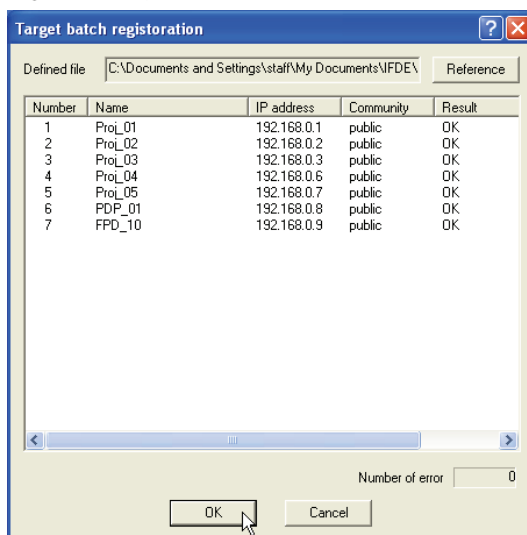 Target batch registoration
Defined file C:\Documents and Settings\staff\My Documents\IFDE\ Reference
Number Name IP address Community Result
1 Proj_01 192.168.0.1 public OK
2 Proj_02 192.168.0.2 public OK
3 Proj_03 192.168.0.3 public OK
4 Proj_04 192.168.0.6 public OK
5 Proj_05 192.168.0.7 public OK
6 PDP_01 192.168.0.8 public OK
7 FPD_10 192.168.0.9 public OK
Number of error 0
OK Cancel